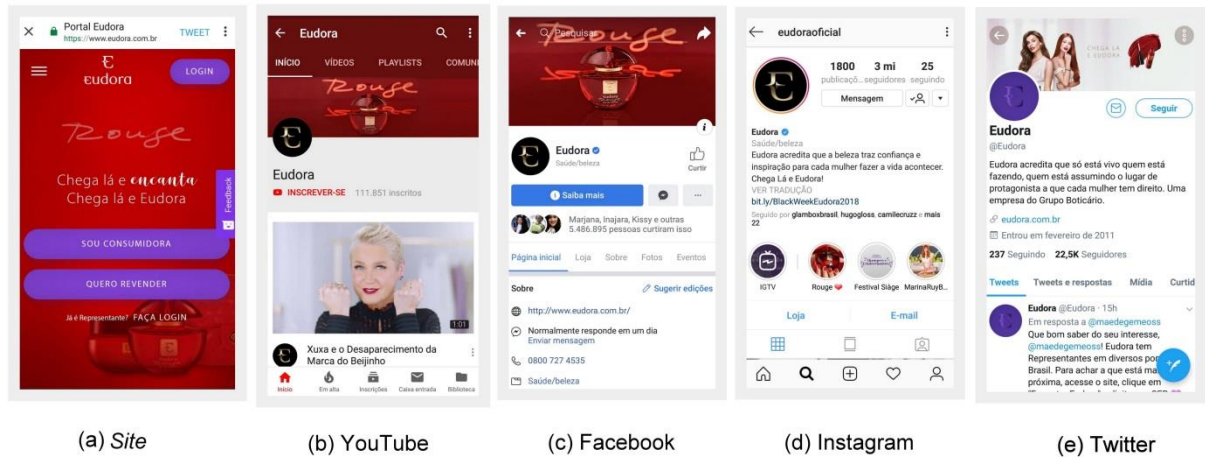 Portal Eudora
https://www.eudora.com.br
TWEET
eudora
LOGIN
Rouge
Chega lá e encanta
Chega lá e Eudora
Feedback
SOU CONSUMIDORA
QUERO REVENDER
Já é Representante? FAÇA LOGIN
(a) Site
Eudora
INÍCIO VÍDEOS PLAYLISTS COMUNI
Rouge
Eudora
INSCREVER-SE 111.851 inscritos
1:01
Xuxa e o Desaparecimento da
Marca do Beijinho
Início Em alta Inscrições Caixa entrada Biblioteca
(b) YouTube
Pesquisar
Rouge
Eudora
Saúde/beleza
Curtir
Saiba mais
Marjana, Inajara, Kissy e outras
5.486.895 pessoas curtiram isso
Página inicial Loja Sobre Fotos Eventos
Sobre
Sugerir edições
http://www.eudora.com.br/
Normalmente responde em um dia
Enviar mensagem
0800 727 4535
Saúde/beleza
(c) Facebook
eudoraoficial
1800 3 mi 25
publicaçõ... seguidores seguindo
Mensagem
Eudora
Saúde/beleza
Eudora acredita que a beleza traz confiança e
inspiração para cada mulher fazer a vida acontecer.
Chega Lá e Eudora!
VER TRADUÇÃO
bit.ly/BlackWeekEudora2018
Seguido por glamboxbrasil, hugogloss, camilecruzz e mais
22
IGTV Rouge Festival Siàge MarinaRuyB...
Loja E-mail
(d) Instagram
CHEGA LÁ
E EUDORA
Seguir
Eudora
@Eudora
Eudora acredita que só está vivo quem está
fazendo, quem está assumindo o lugar de
protagonista a que cada mulher tem direito. Uma
empresa do Grupo Boticário.
eudora.com.br
Entrou em fevereiro de 2011
237 Seguindo 22,5K Seguidores
Tweets Tweets e respostas Mídia Curtid
Eudora @Eudora · 15h
Em resposta a @maedegemeoss
Que bom saber do seu interesse,
@maedegemeoss! Eudora tem
Representantes em diversos
Brasil. Para achar a que está
próxima, acesse o site, clique em
(e) Twitter